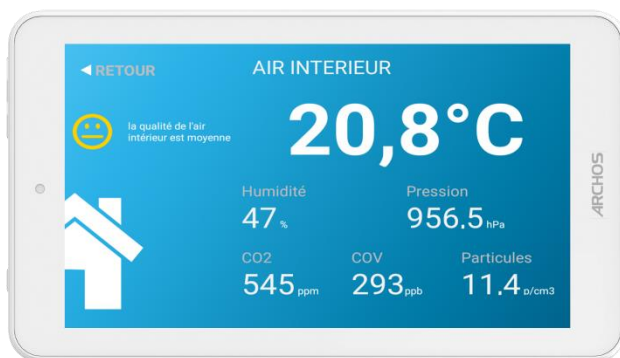 ◄ RETOUR
AIR INTERIEUR
la qualité de l'air
intérieur est moyenne
20,8°C
Humidité
47 %
Pression
956.5 hPa
CO2
545 ppm
COV
293 ppb
Particules
11.4 p/cm3
ARCHOS